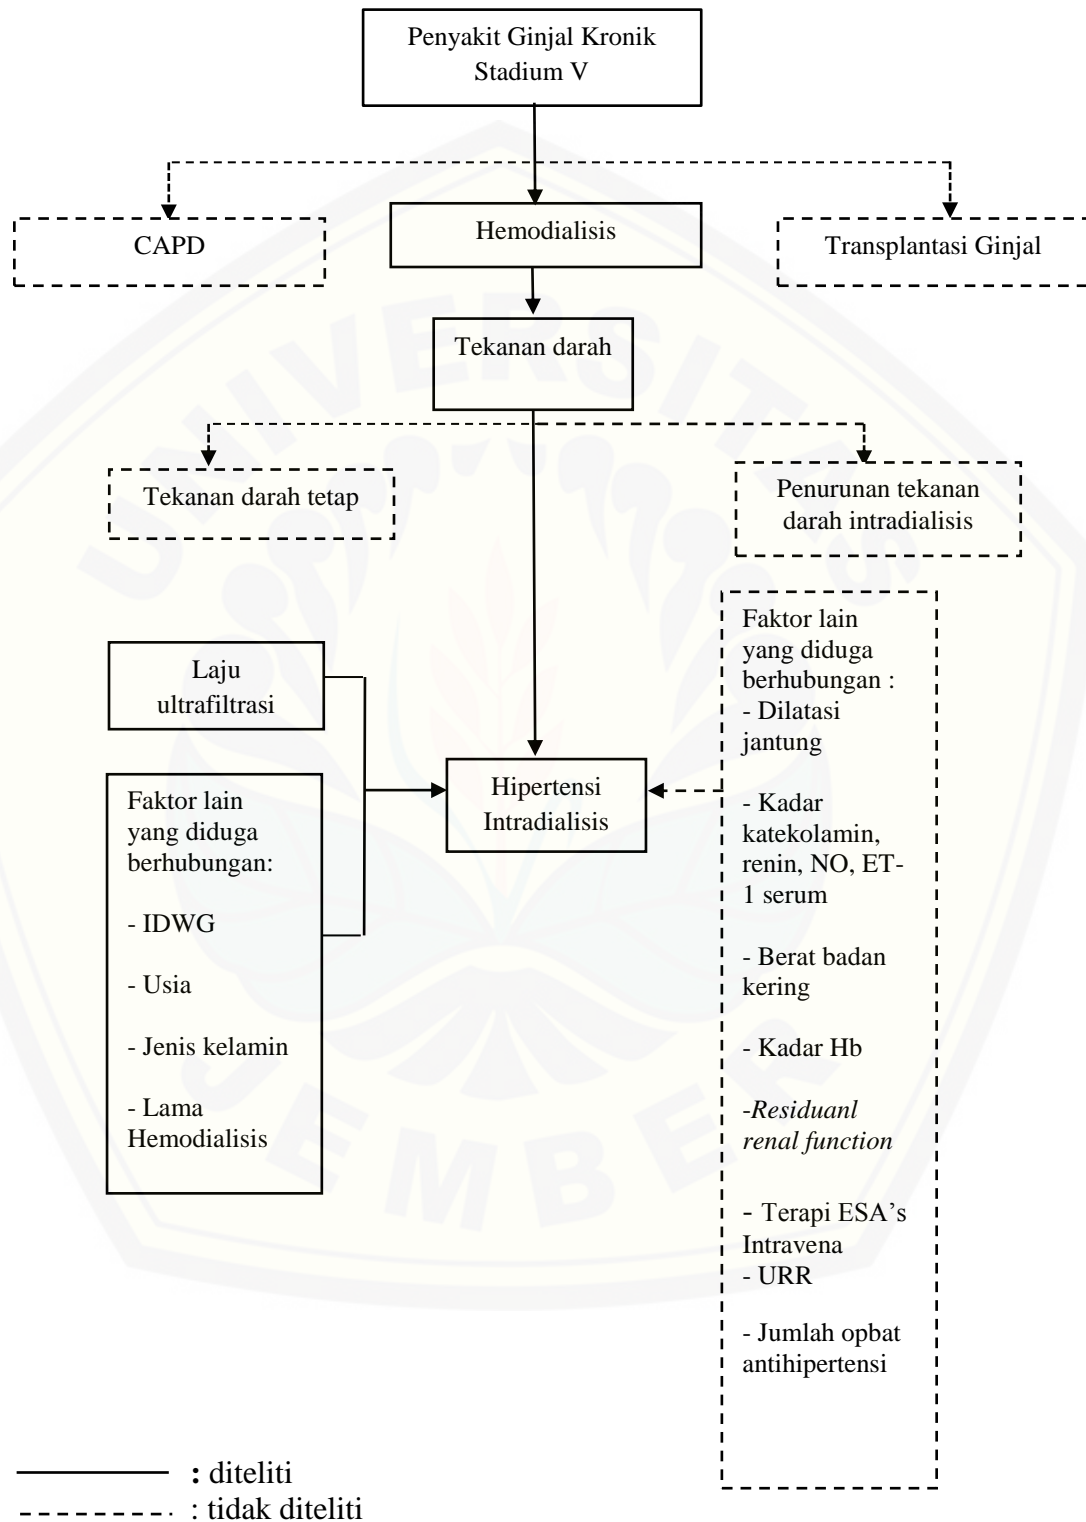 Penyakit Ginjal Kronik
Stadium V
CAPD
Hemodialisis
Transplantasi Ginjal
Tekanan darah
Tekanan darah tetap
Penurunan tekanan
darah intradialisis
Laju
ultrafiltrasi
Faktor lain
yang diduga
berhubungan:
- IDWG
- Usia
- Jenis kelamin
- Lama
Hemodialisis
Hipertensi
Intradialisis
Faktor lain
yang diduga
berhubungan :
- Dilatasi
jantung
- Kadar
katekolamin,
renin, NO, ET-
1 serum
- Berat badan
kering
- Kadar Hb
-Residuanl
renal function
- Terapi ESA’s
Intravena
- URR
- Jumlah opbat
antihipertensi
: diteliti
: tidak diteliti
UNIVERSITAS
JEMBER